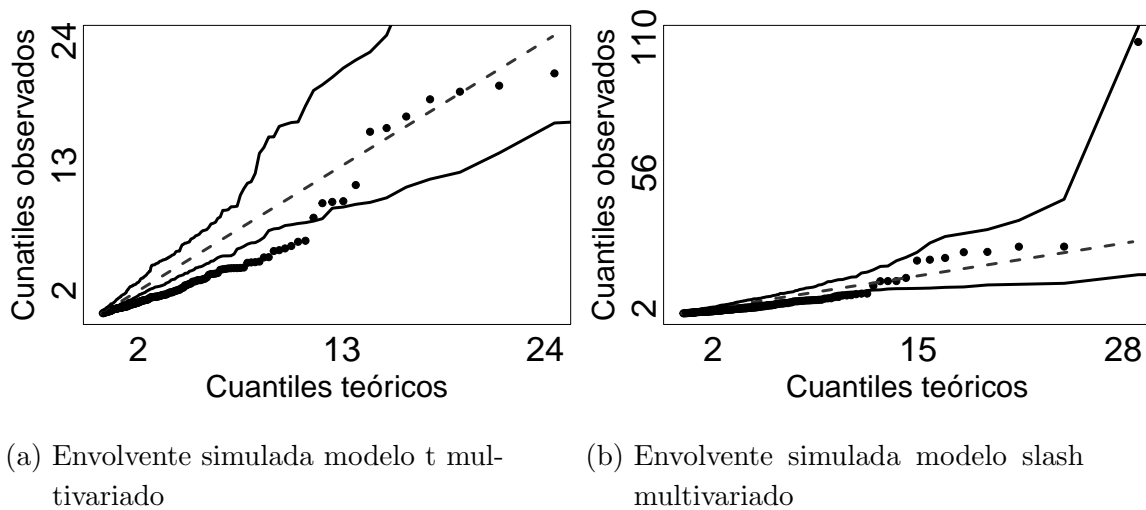 Cunatiles observados
24
13
2
2
13
24
Cuantiles teóricos
Cuantiles observados
110
56
2
2
15
28
Cuantiles teóricos
(a) Envolvente simulada modelo t mul-
tivariado
(b) Envolvente simulada modelo slash
multivariado